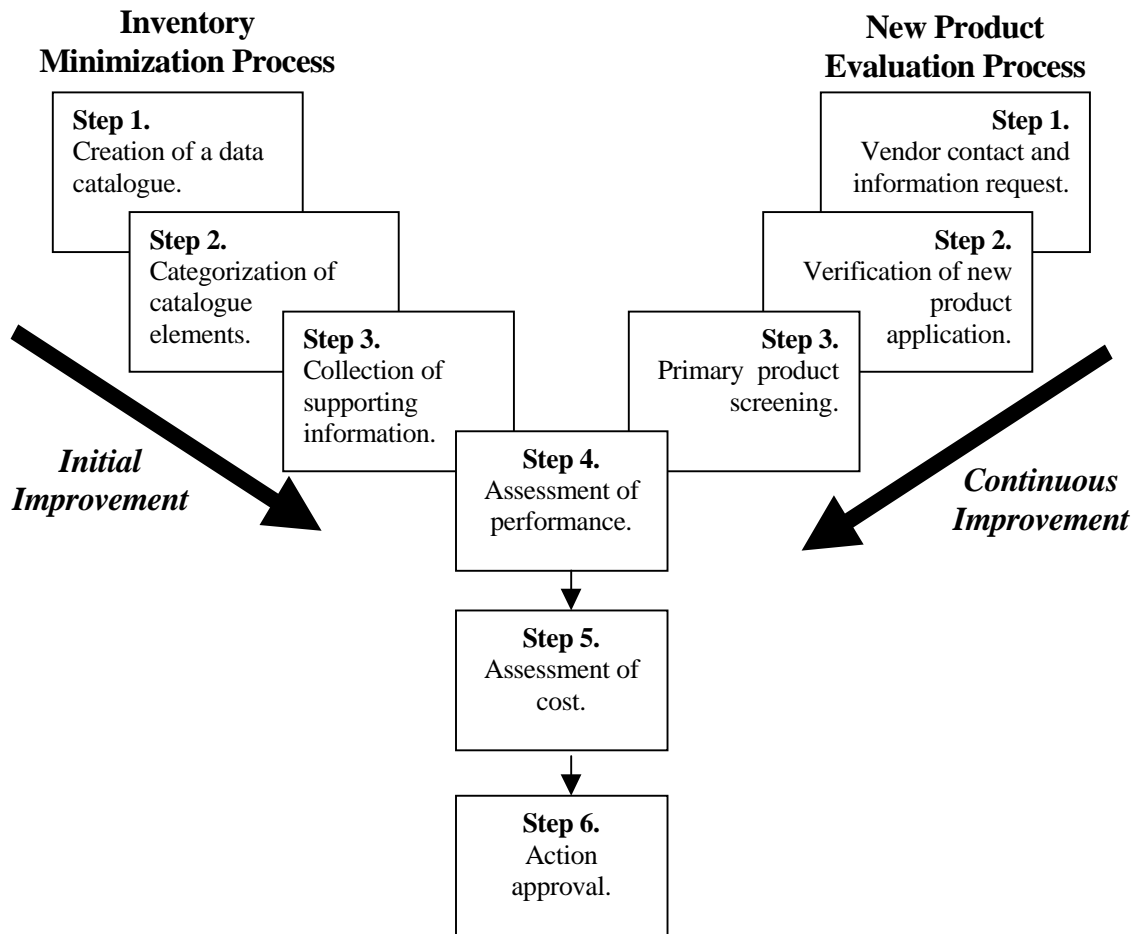 Inventory
Minimization Process
Step 1.
Creation of a data
catalogue.
Step 2.
Categorization of
catalogue
elements.
Step 3.
Collection of
supporting
information.
Initial
Improvement
New Product
Evaluation Process
Step 1.
Vendor contact and
information request.
Step 2.
Verification of new
product
application.
Step 3.
Primary product
screening.
Continuous
Improvement
Step 4.
Assessment of
performance.
Step 5.
Assessment of
cost.
Step 6.
Action
approval.